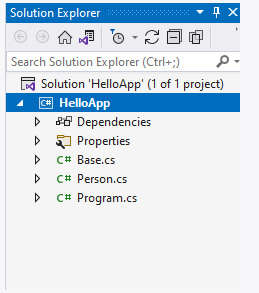 Solution Explorer
Search Solution Explorer (Ctrl+;)
Solution 'HelloApp' (1 of 1 project)
C# HelloApp
Dependencies
Properties
C# Base.cs
C# Person.cs
C# Program.cs